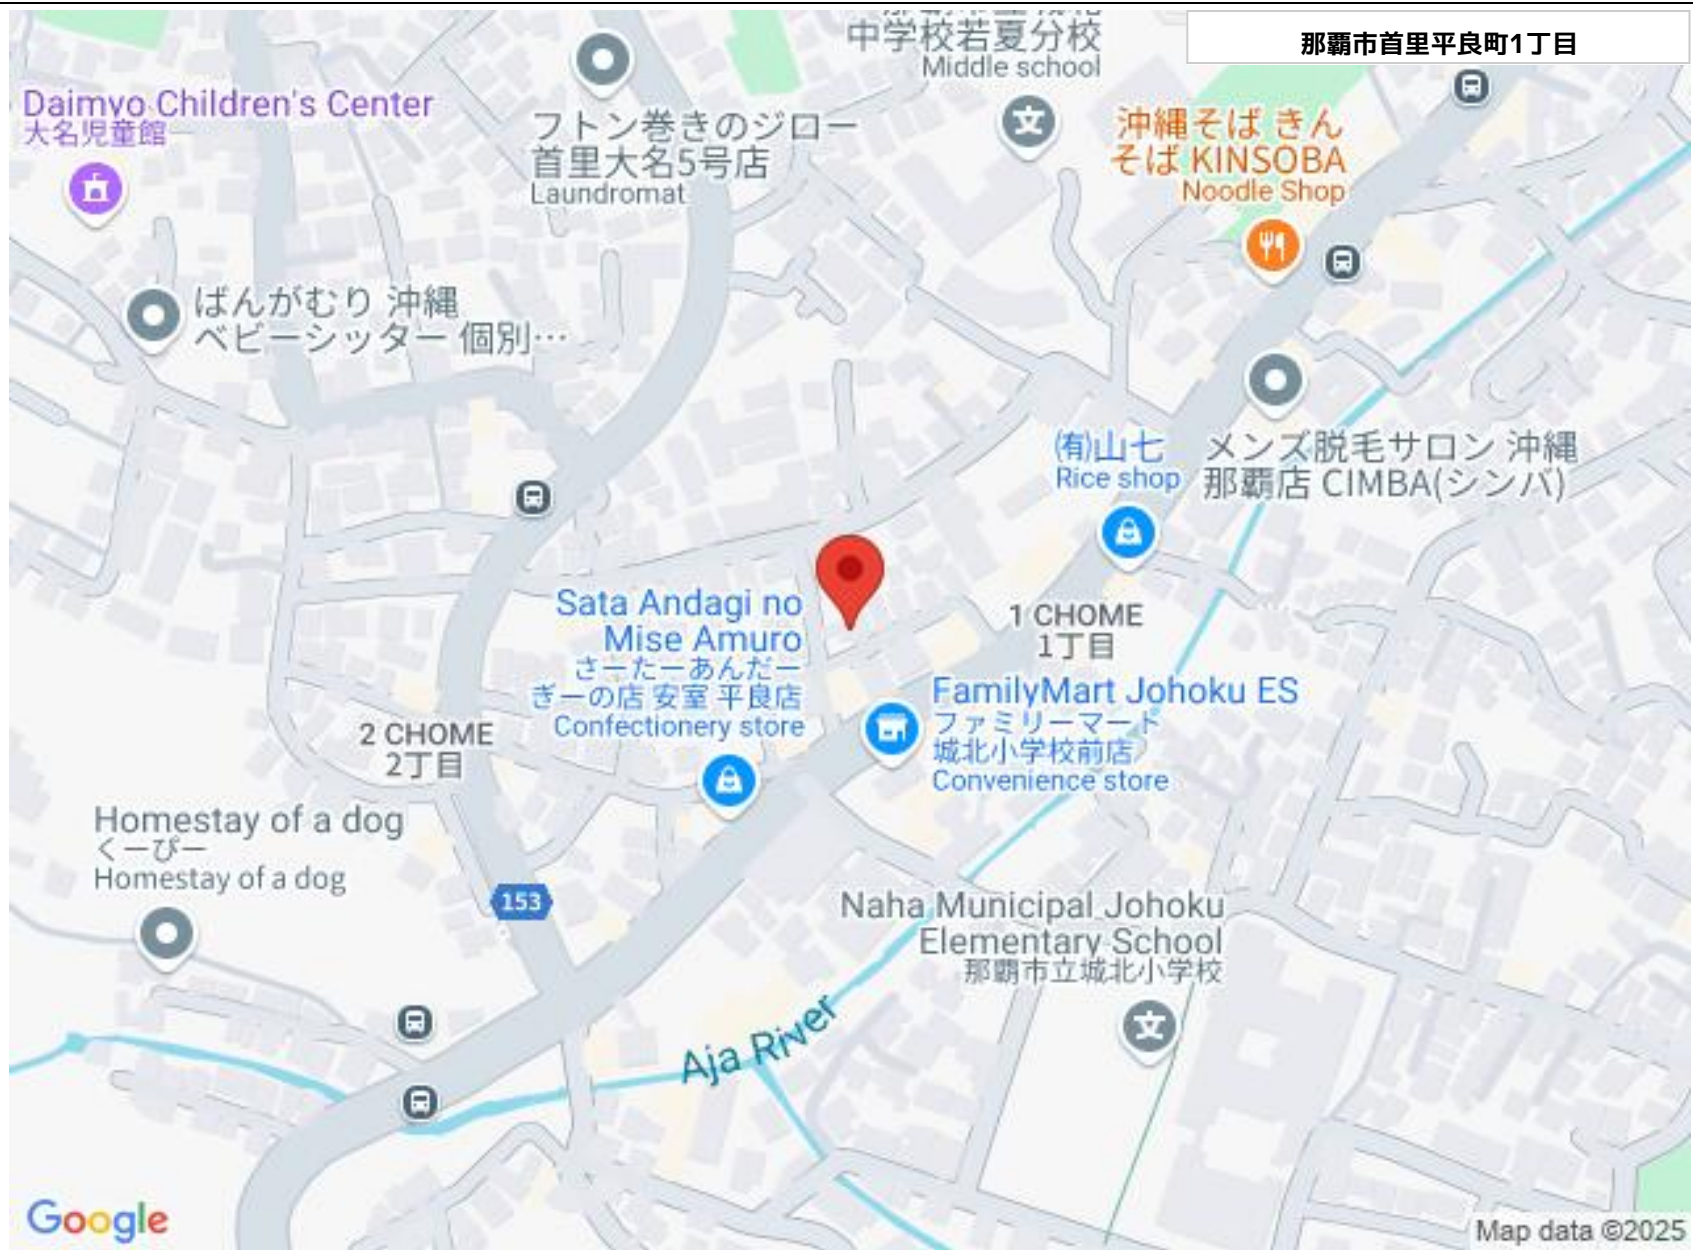 那覇市首里平良町1丁目
中学校若夏分校
Middle school
Daimyo Children's Center
大名児童館
フトン巻きのジロー
首里大名5号店
Laundromat
沖縄そば きん
そば KINSOBA
Noodle Shop
ばんがむり 沖縄
ベビーシッター 個別…
㈲山七
Rice shop
メンズ脱毛サロン 沖縄
那覇店 CIMBA(シンバ)
Sata Andagi no
Mise Amuro
さーたーあんだー
ぎーの店 安室 平良店
Confectionery store
1 CHOME
1丁目
FamilyMart Johoku ES
ファミリーマート
城北小学校前店
Convenience store
2 CHOME
2丁目
Homestay of a dog
くーぴー
Homestay of a dog
153
Naha Municipal Johoku
Elementary School
那覇市立城北小学校
文
文
Aja River
Google
Map data ©2025